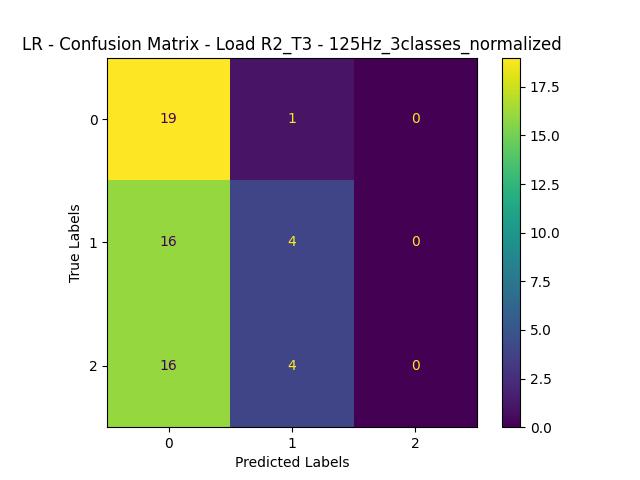 LR - Confusion Matrix - Load R2_T3 - 125Hz_3classes_normalized
17.5
15.0
12.5
10.0
7.5
5.0
2.5
0.0
True Labels
0 19 1 0
1 16 4 0
2 16 4 0
0 1 2
Predicted Labels